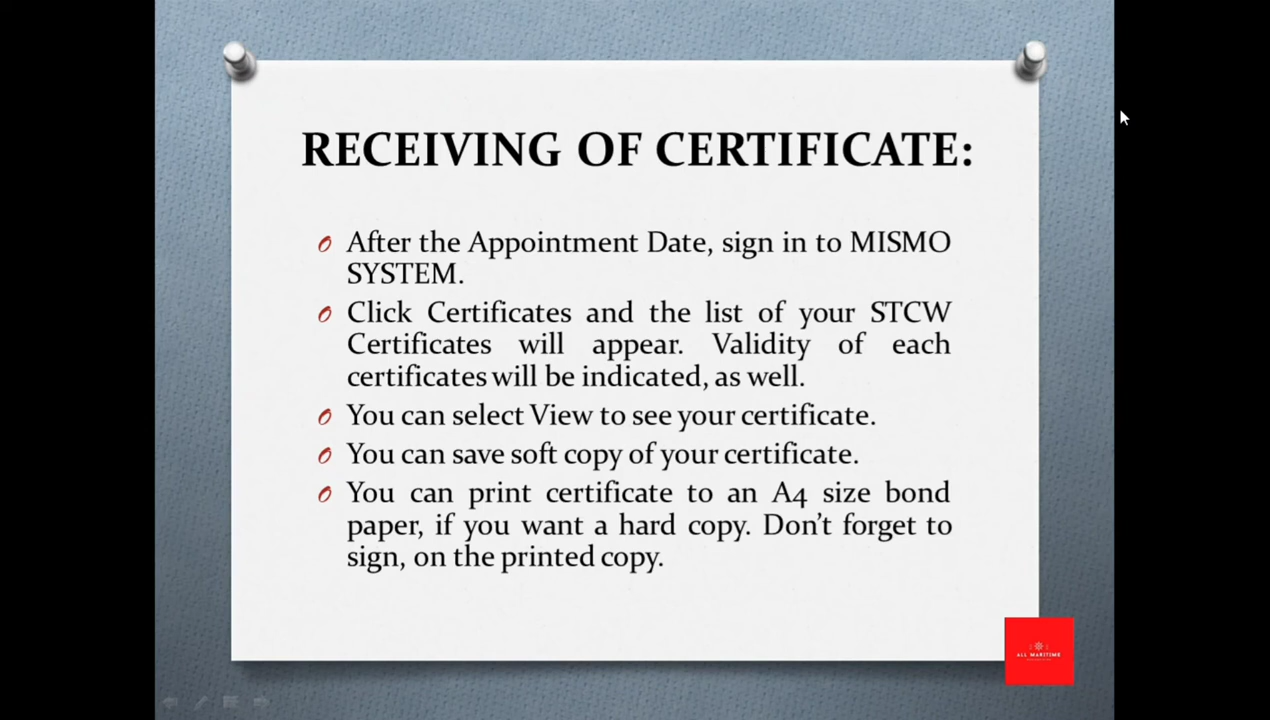 RECEIVING OF CERTIFICATE:
After the Appointment Date, sign in to MISMO
SYSTEM.
Click Certificates and the list of your STCW
Certificates will appear. Validity of each
certificates will be indicated, as well.
You can select View to see your certificate.
You can save soft copy of your certificate.
You can print certificate to an A4 size bond
paper, if you want a hard copy. Don't forget to
sign, on the printed copy.
ALL MARITIME